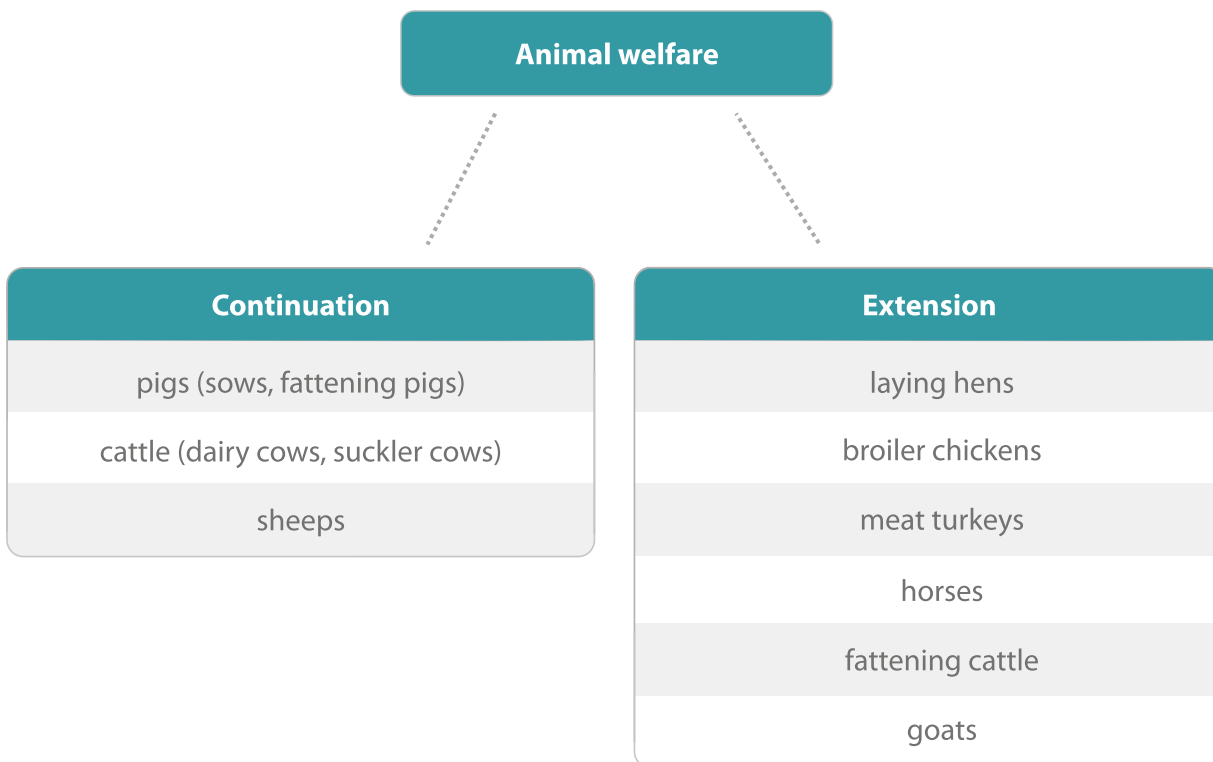 Animal welfare
Continuation
pigs (sows, fattening pigs)
cattle (dairy cows, suckler cows)
sheeps
Extension
laying hens
broiler chickens
meat turkeys
horses
fattening cattle
goats